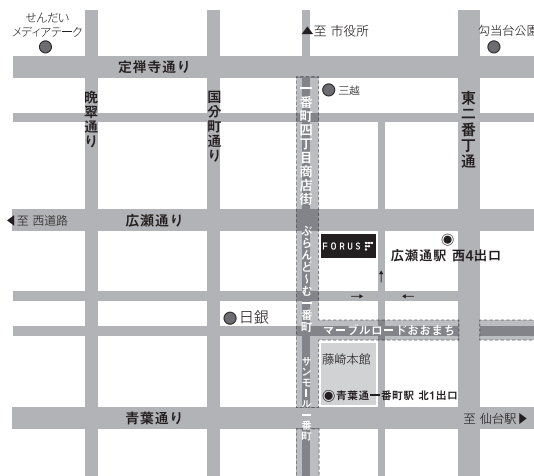 せんだい
メディアテーク
▲至 市役所
勾当台公園
定禅寺通り
三越
晩翠通り
国分町通り
一番町四丁目商店街
東二番丁通
◀至 西道路
広瀬通り
ぶらんど〜む一番町
FORUS
広瀬通駅 西4出口
→
←
↑
日銀
マーブルロードおおまち
藤崎本館
サンモール一番町
青葉通一番町駅 北1出口
青葉通り
至 仙台駅▶